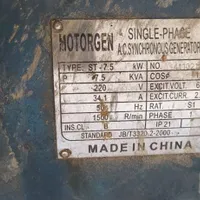 MOTORGEN SINGLE-PHASE
A.C.SYNCHRONOUS GENERATOR
TYPE: ST-7.5 kW NO
P 7.5 KVA COS
220 V EXCIT.VOLT
34.1 A EXCIT.CURR
50 Hz RAT. S1
1500 R/min PHASE
INS.CL B IP 21
STANDARD JB/T3320.2-2000
MADE IN CHINA